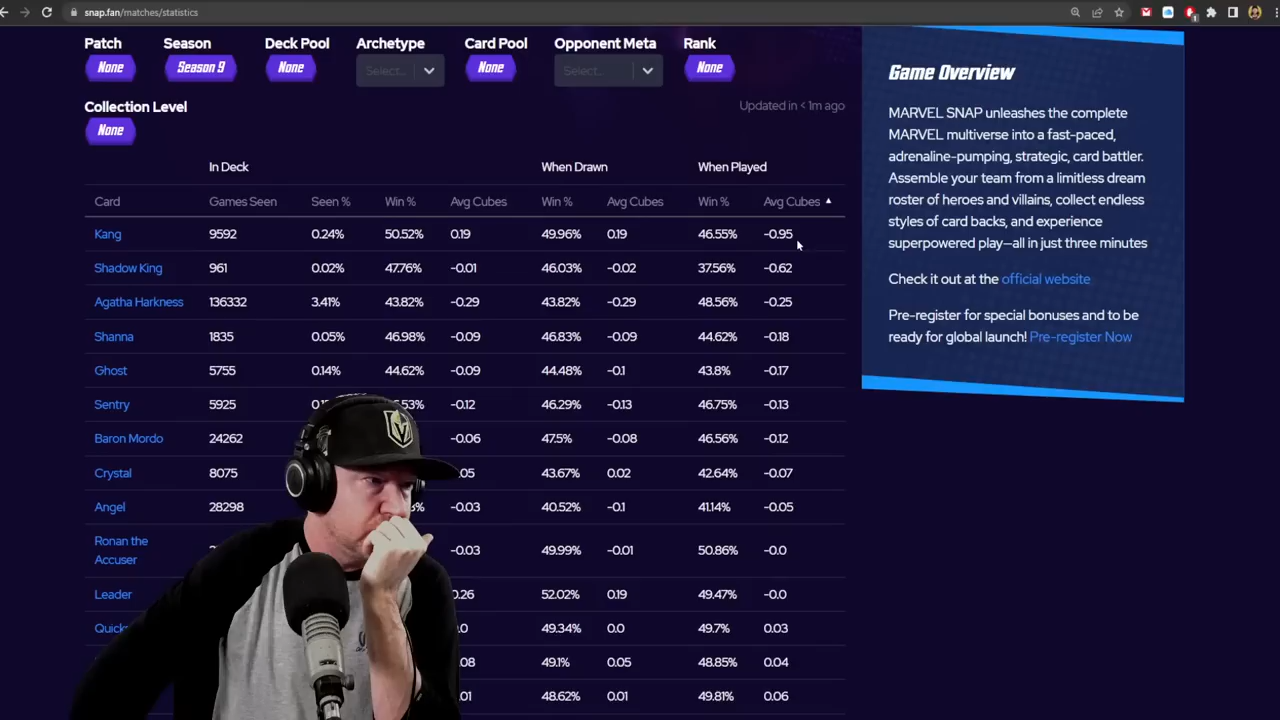 snap.fan/matches/statistics
Patch Season Deck Pool Archetype Card Pool Opponent Meta Rank
None Season 9 None Select... None Select... None
Collection Level
None
Updated in < 1m ago
In Deck When Drawn When Played
Card Games Seen Seen % Win % Avg Cubes Win % Avg Cubes Win % Avg Cubes
Kang 9592 0.24% 50.52% 0.19 49.96% 0.19 46.55% -0.95
Shadow King 961 0.02% 47.76% -0.01 46.03% -0.02 37.56% -0.62
Agatha Harkness 136332 3.41% 43.82% -0.29 43.82% -0.29 48.56% -0.25
Shanna 1835 0.05% 46.98% -0.09 46.83% -0.09 44.62% -0.18
Ghost 5755 0.14% 44.62% -0.09 44.48% -0.1 43.8% -0.17
Sentry 5925 -0.12 46.29% -0.13 46.75% -0.13
Baron Mordo 24262 -0.06 47.5% -0.08 46.56% -0.12
Crystal 8075 43.67% 0.02 42.64% -0.07
Angel 28298 -0.03 40.52% -0.1 41.14% -0.05
Ronan the
Accuser -0.03 49.99% -0.01 50.86% -0.0
Leader 52.02% 0.19 49.47% -0.0
49.34% 0.0 49.7% 0.03
49.1% 0.05 48.85% 0.04
48.62% 0.01 49.81% 0.06
Game Overview
MARVEL SNAP unleashes the complete
MARVEL multiverse into a fast-paced,
adrenaline-pumping, strategic, card battler.
Assemble your team from a limitless dream
roster of heroes and villains, collect endless
styles of card backs, and experience
superpowered play—all in just three minutes
Check it out at the official website
Pre-register for special bonuses and to be
ready for global launch! Pre-register Now